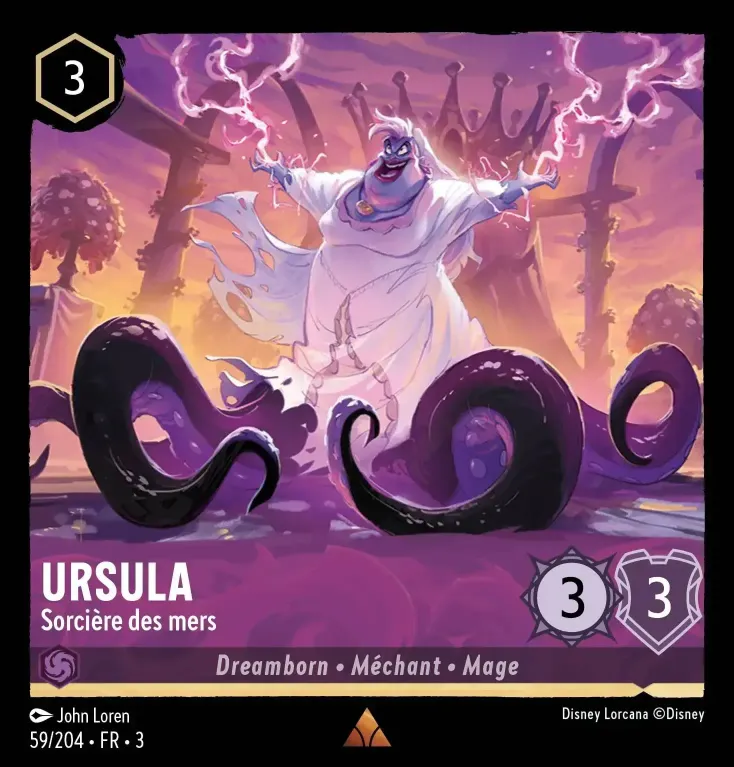 3
URSULA
Sorcière des mers
3
3
Dreamborn • Méchant • Mage
John Loren
Disney Lorcana ©Disney
59/204 • FR • 3